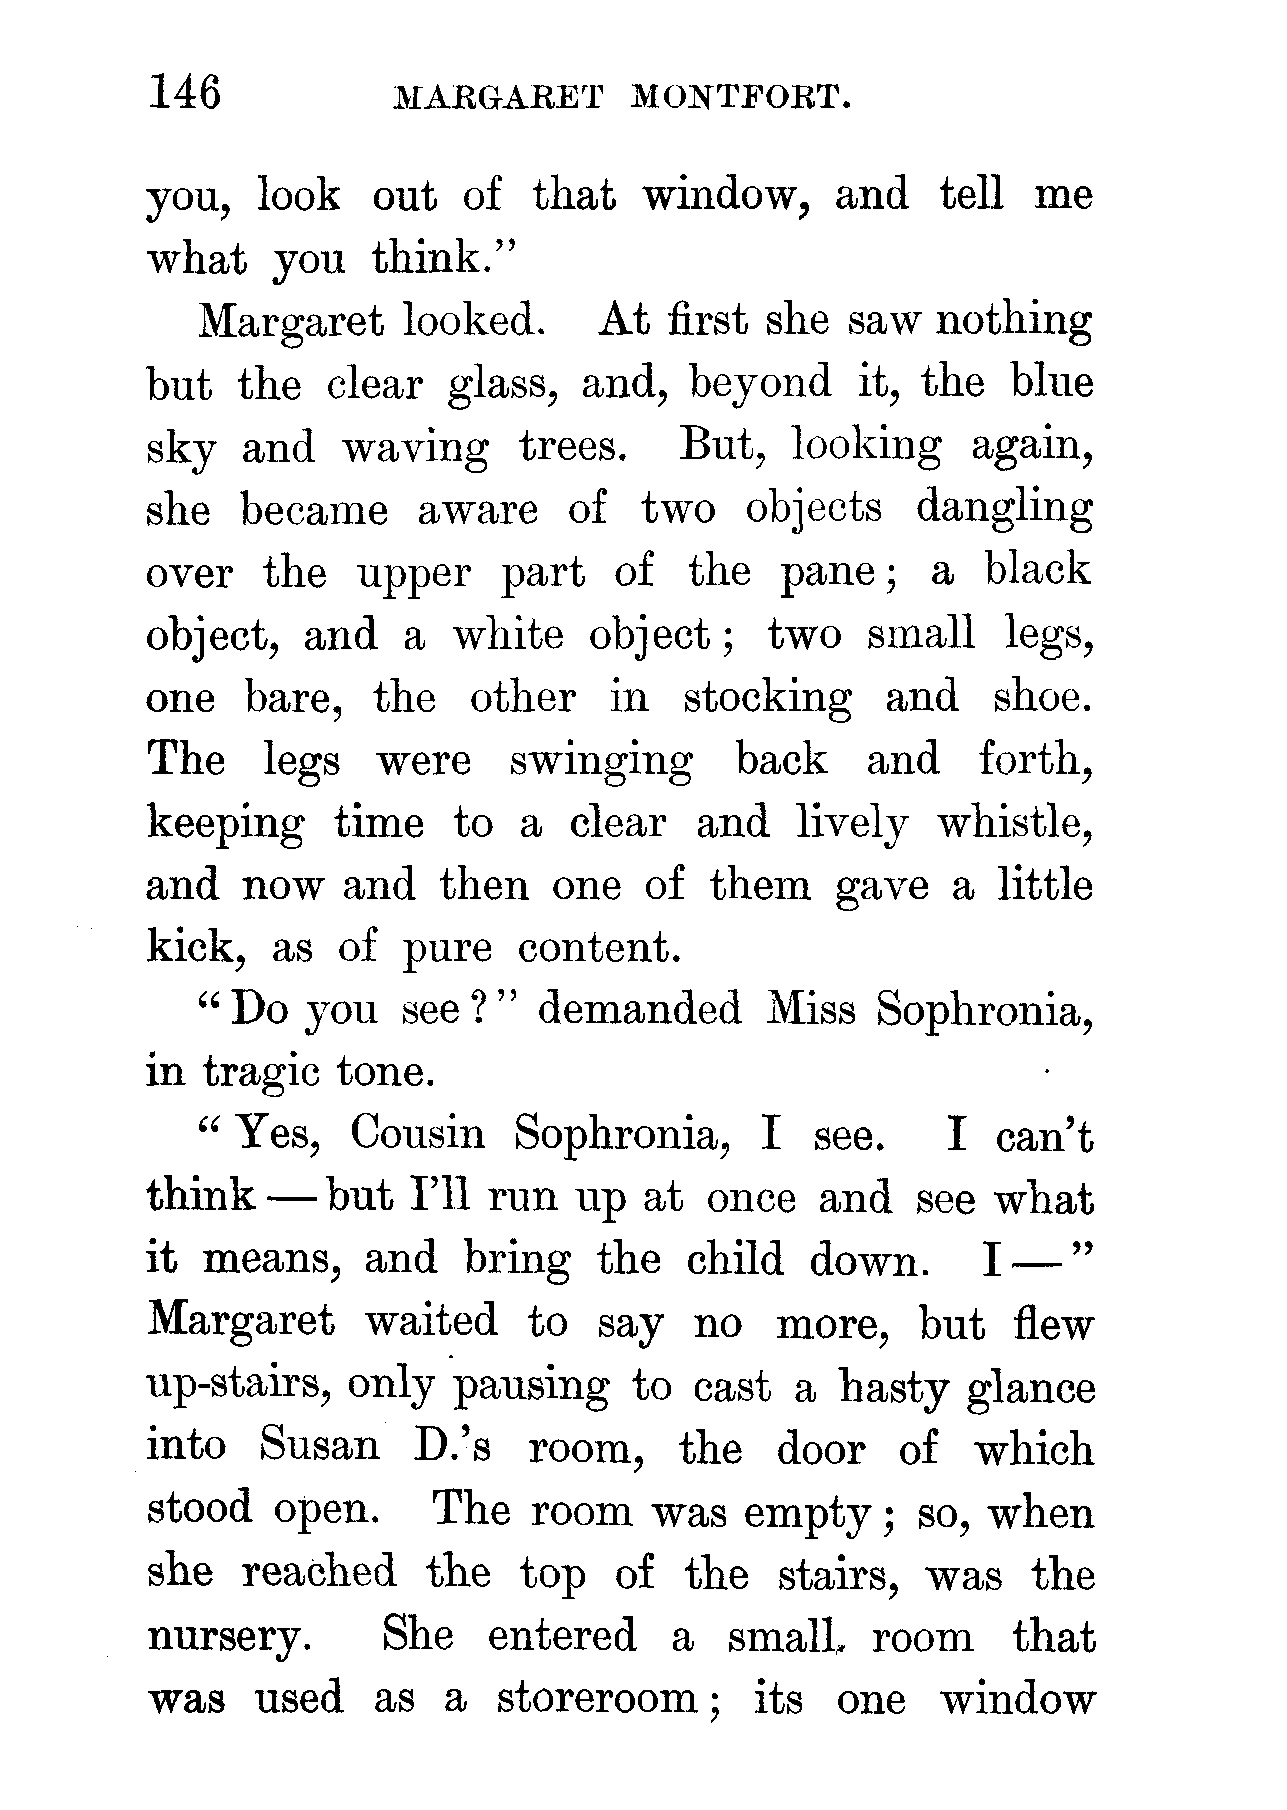 146 MARGARET MONTFORT.
you, look out of that window, and tell me
what you think."
Margaret looked. At first she saw nothing
but the clear glass, and, beyond it, the blue
sky and waving trees. But, looking again,
she became aware of two objects dangling
over the upper part of the pane; a black
object, and a white object; two small legs,
one bare, the other in stocking and shoe.
The legs were swinging back and forth,
keeping time to a clear and lively whistle,
and now and then one of them gave a little
kick, as of pure content.
"Do you see?" demanded Miss Sophronia,
in tragic tone.
"Yes, Cousin Sophronia, I see. I can't
think — but I'll run up at once and see what
it means, and bring the child down. I — "
Margaret waited to say no more, but flew
up-stairs, only pausing to cast a hasty glance
into Susan D.'s room, the door of which
stood open. The room was empty; so, when
she reached the top of the stairs, was the
nursery. She entered a small room that
was used as a storeroom; its one window